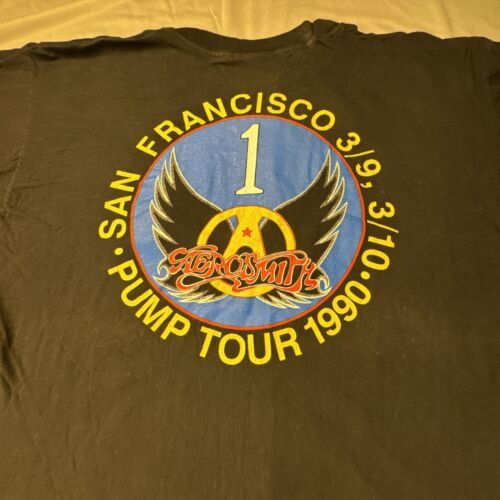 · SAN FRANCISCO 3/9, 3/10 ·
1
A
AEROSMITH
PUMP TOUR 1990